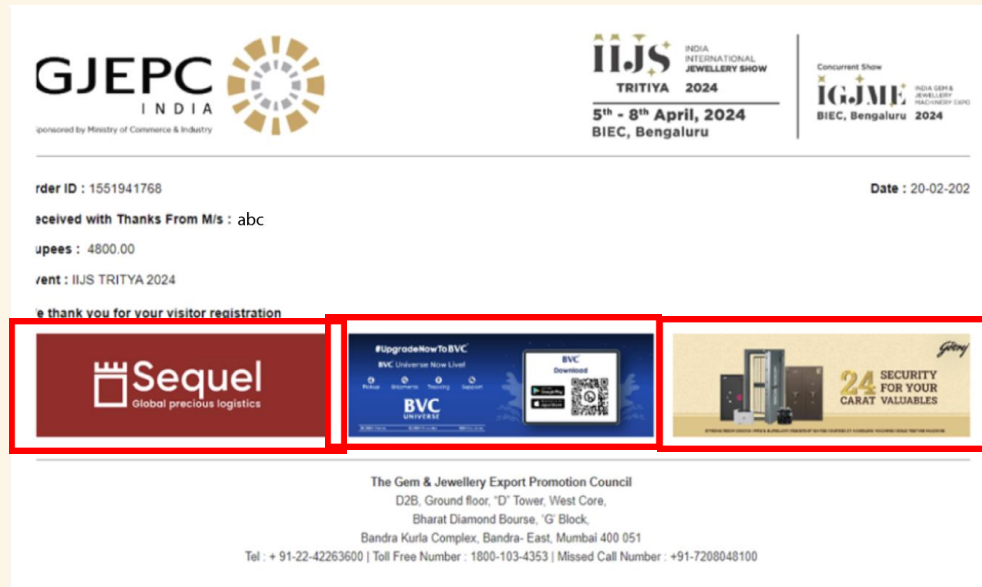 GJEPC
INDIA
Sponsored by Ministry of Commerce & Industry
IIJS
INDIA
INTERNATIONAL
JEWELLERY SHOW
TRITIYA 2024
5th - 8th April, 2024
BIEC, Bengaluru
Concurrent Show
IGJME
INDIA GEM &
JEWELLERY
MACHINERY EXPO
BIEC, Bengaluru 2024
rder ID : 1551941768
Date : 20-02-202
eceived with Thanks From M/s : abc
upees : 4800.00
vent : IIJS TRITYA 2024
e thank you for your visitor registration
Sequel
Global precious logistics
#UpgradeNowToBVC
BVC Universe Now Live!
Pickup Shipments Tracking Support
BVC
UNIVERSE
BVC
Download
Google Play
App Store
Godrej
24
CARAT
SECURITY
FOR YOUR
VALUABLES
The Gem & Jewellery Export Promotion Council
D2B, Ground floor, "D" Tower, West Core,
Bharat Diamond Bourse, 'G' Block,
Bandra Kurla Complex, Bandra- East, Mumbai 400 051
Tel : + 91-22-42263600 | Toll Free Number : 1800-103-4353 | Missed Call Number : +91-7208048100